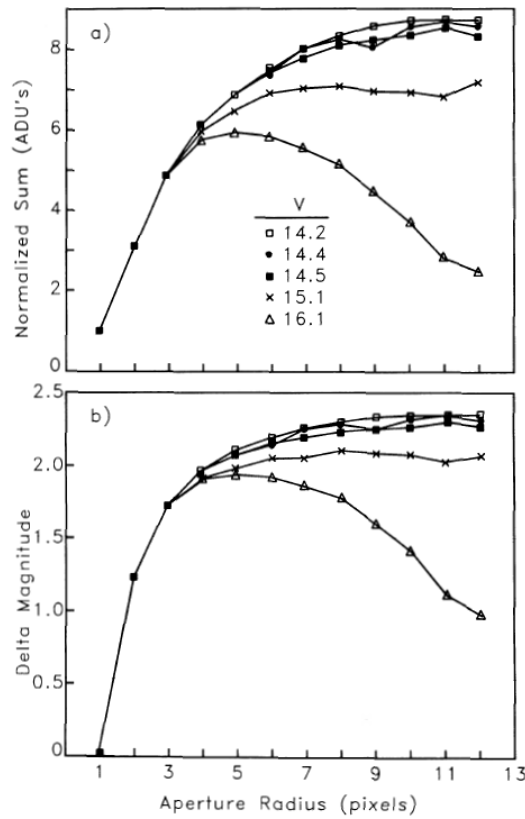 a)
Normalized Sum (ADU's)
8
6
4
2
0
V
14.2
14.4
14.5
15.1
16.1
b)
Delta Magnitude
2.5
2.0
1.5
1.0
0.5
0
1 3 5 7 9 11 13
Aperture Radius (pixels)